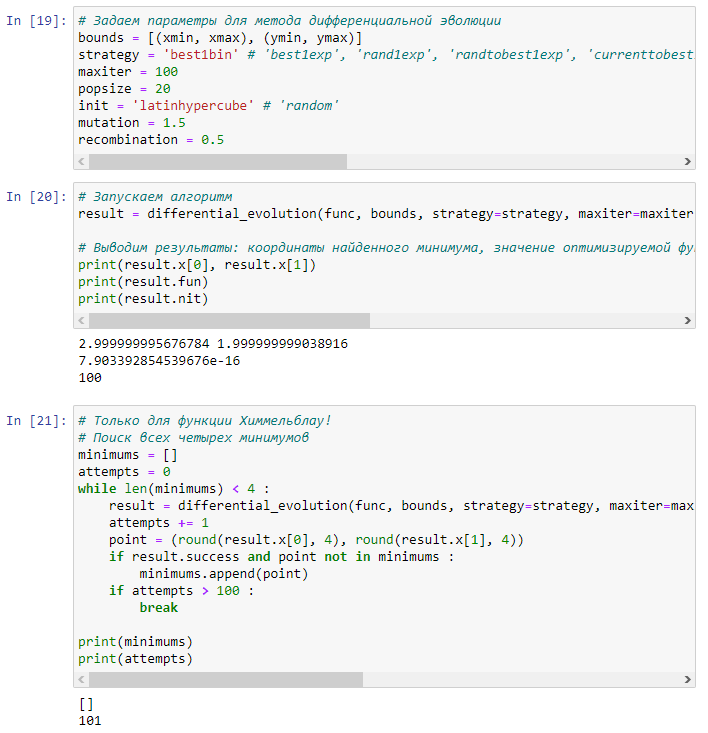 In [19]:
# Задаем параметры для метода дифференциальной эволюции
bounds = [(xmin, xmax), (ymin, ymax)]
strategy = 'best1bin' # 'best1exp', 'rand1exp', 'randtobest1exp', 'currenttobest
maxiter = 100
popsize = 20
init = 'latinhypercube' # 'random'
mutation = 1.5
recombination = 0.5
In [20]:
# Запускаем алгоритм
result = differential_evolution(func, bounds, strategy=strategy, maxiter=maxiter
# Выводим результаты: координаты найденного минимума, значение оптимизируемой фу
print(result.x[0], result.x[1])
print(result.fun)
print(result.nit)
2.999999995676784 1.999999999038916
7.903392854539676e-16
100
In [21]:
# Только для функции Химмельблау!
# Поиск всех четырех минимумов
minimums = []
attempts = 0
while len(minimums) < 4 :
    result = differential_evolution(func, bounds, strategy=strategy, maxiter=max
    attempts += 1
    point = (round(result.x[0], 4), round(result.x[1], 4))
    if result.success and point not in minimums :
        minimums.append(point)
    if attempts > 100 :
        break
print(minimums)
print(attempts)
[]
101